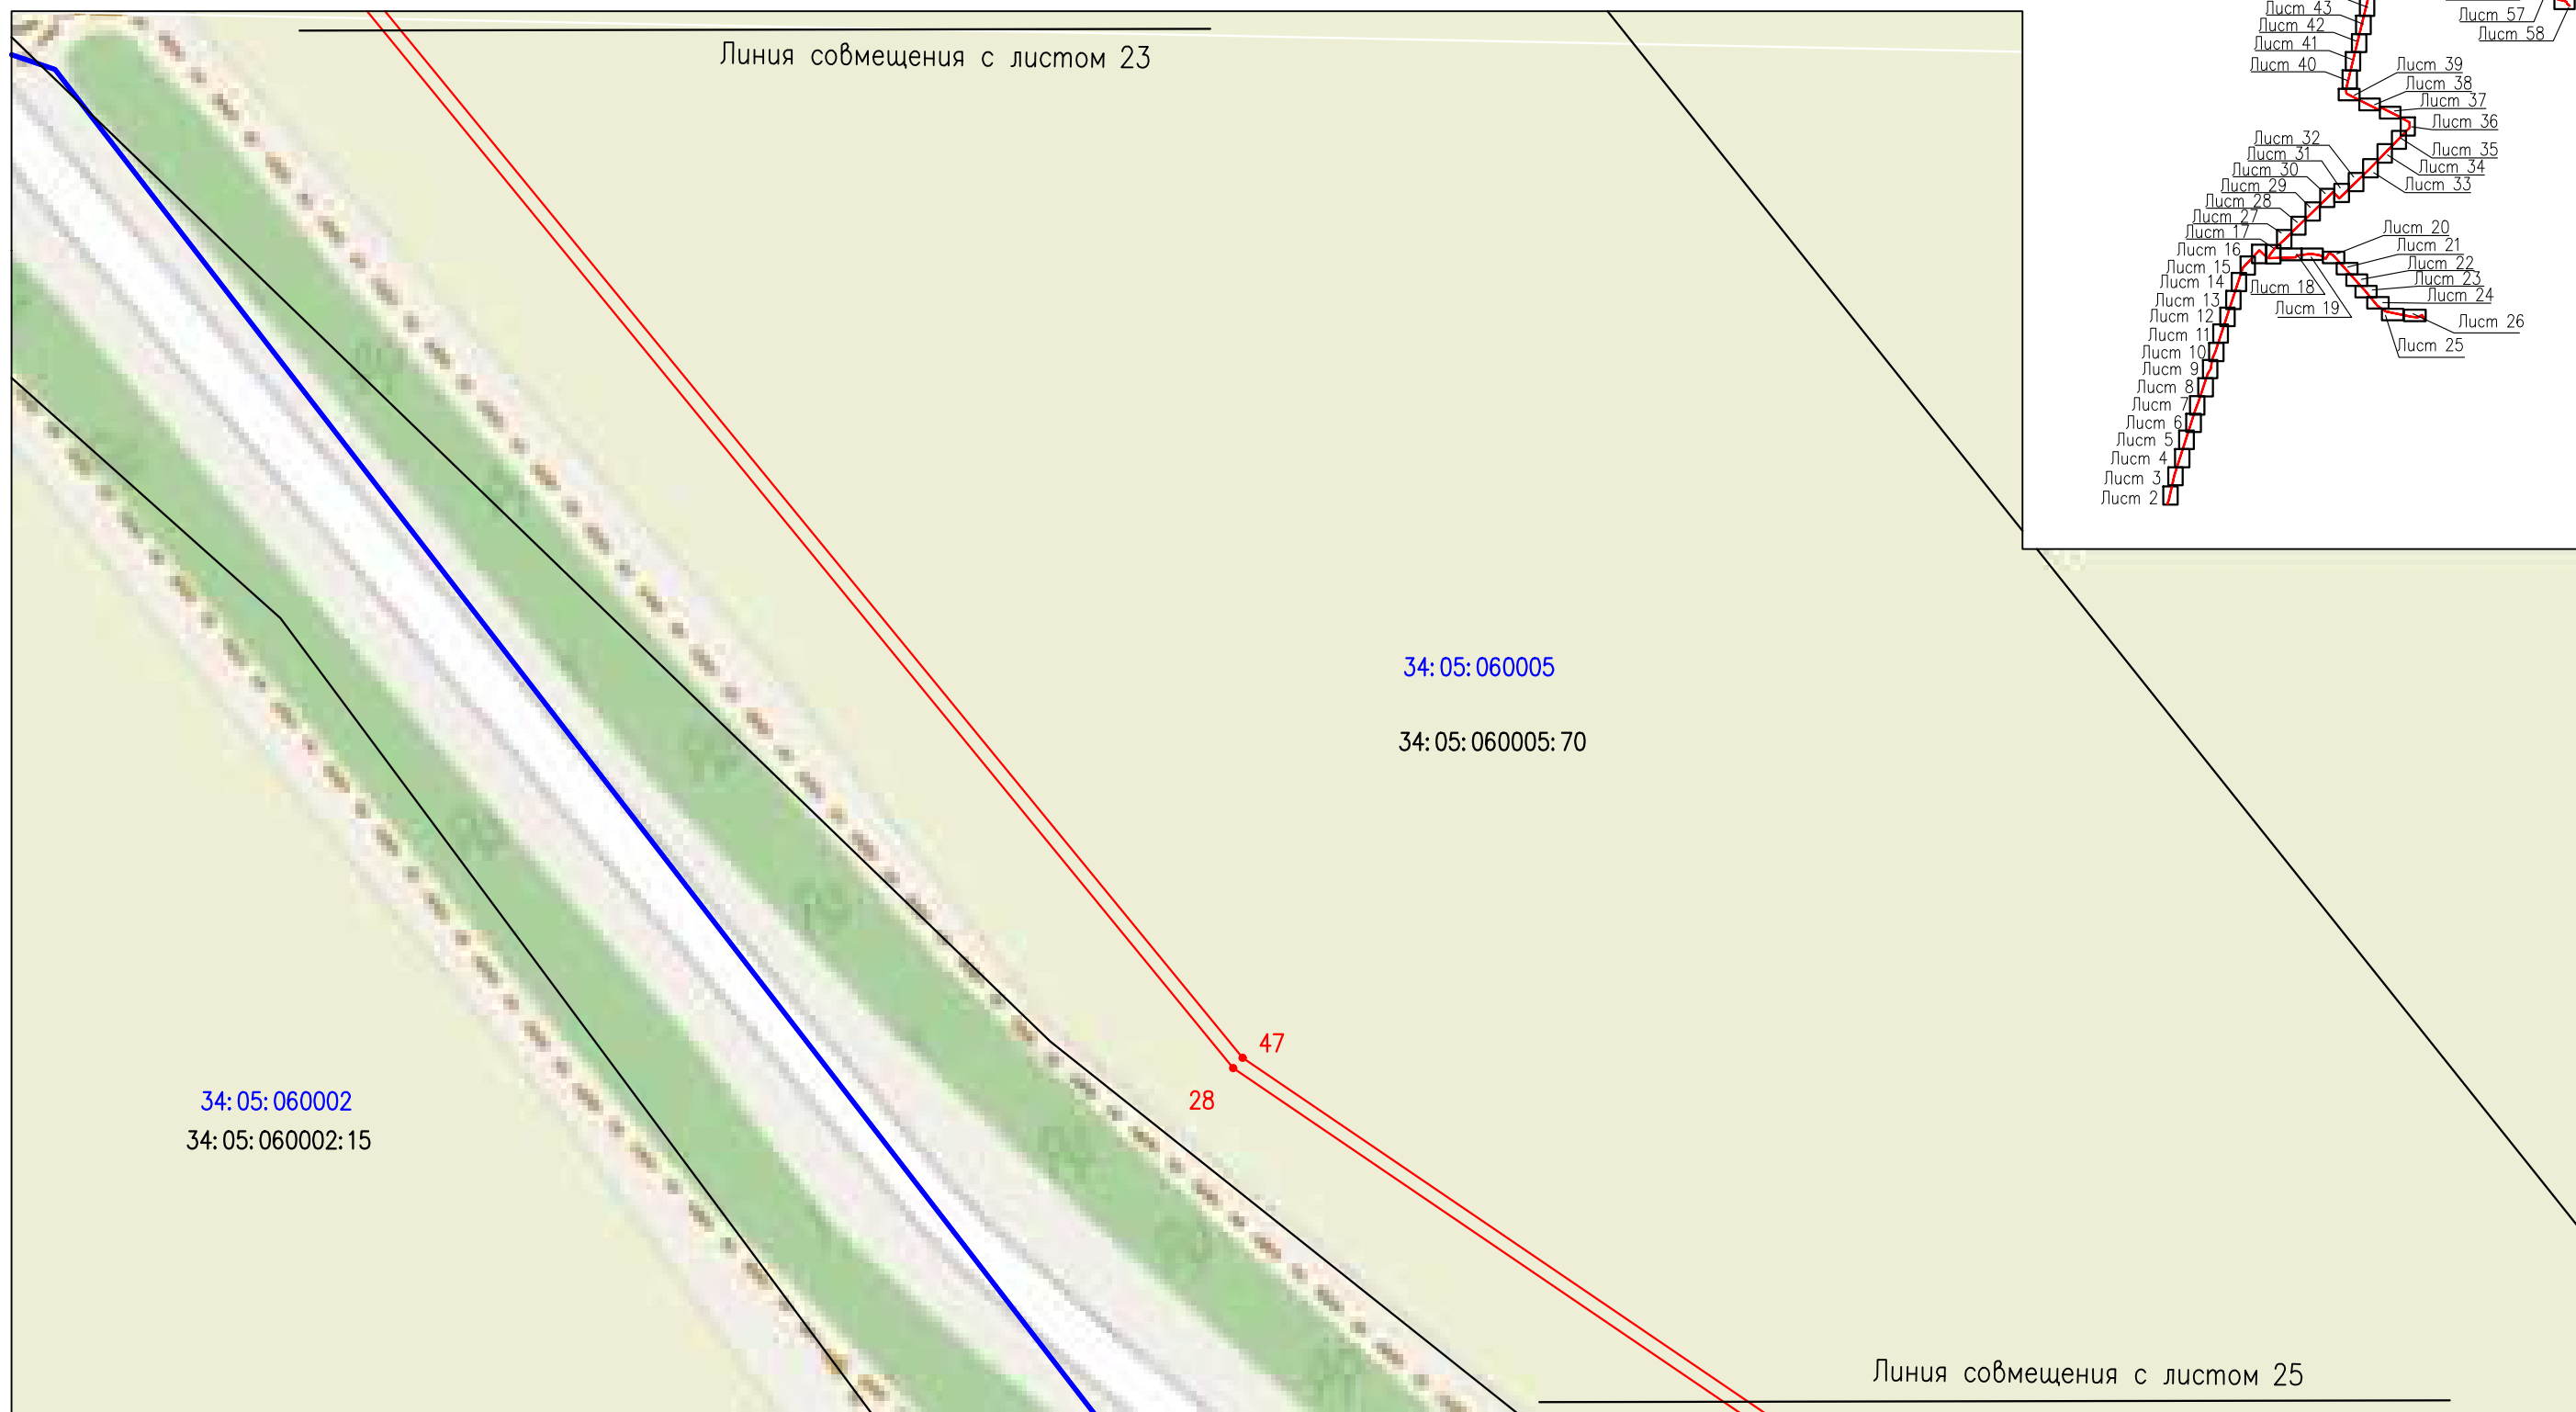 Линия совмещения с листом 23
34:05:060005
34:05:060005:70
47
28
34:05:060002
34:05:060002:15
Линия совмещения с листом 25
Лист 43
Лист 42
Лист 41
Лист 40
Лист 57
Лист 58
Лист 39
Лист 38
Лист 37
Лист 36
Лист 35
Лист 34
Лист 33
Лист 32
Лист 31
Лист 30
Лист 29
Лист 28
Лист 27
Лист 17
Лист 16
Лист 15
Лист 14
Лист 13
Лист 12
Лист 11
Лист 10
Лист 9
Лист 8
Лист 7
Лист 6
Лист 5
Лист 4
Лист 3
Лист 2
Лист 18
Лист 19
Лист 20
Лист 21
Лист 22
Лист 23
Лист 24
Лист 26
Лист 25